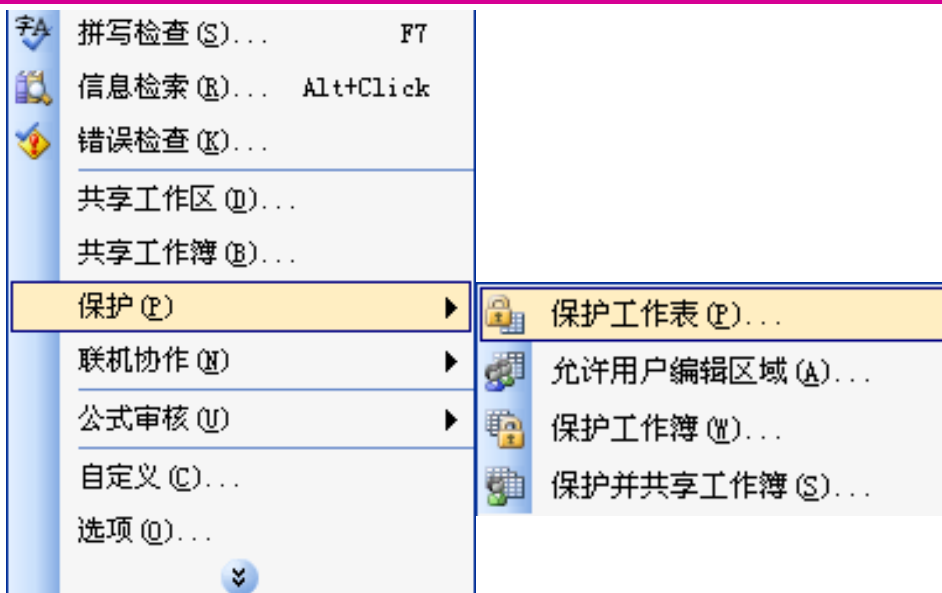 拼写检查(S)... F7
信息检索(R)... Alt+Click
错误检查(K)...
共享工作区(D)...
共享工作簿(B)...
保护(P)
联机协作(N)
公式审核(U)
自定义(C)...
选项(O)...
保护工作表(P)...
允许用户编辑区域(A)...
保护工作簿(W)...
保护并共享工作簿(S)...